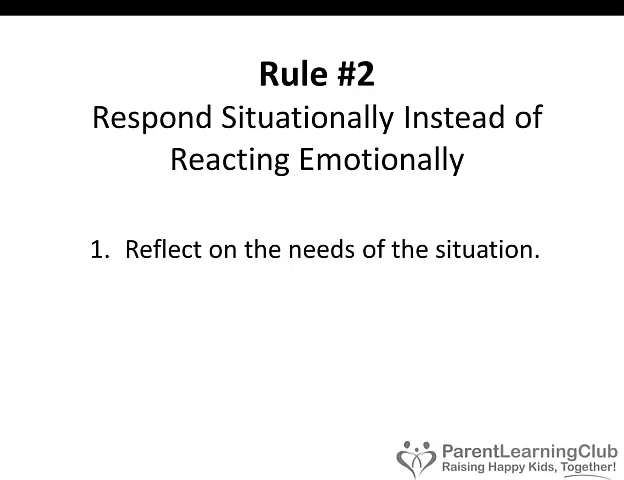 Rule #2
Respond Situationally Instead of
Reacting Emotionally
1. Reflect on the needs of the situation.
ParentLearningClub
Raising Happy Kids, Together!